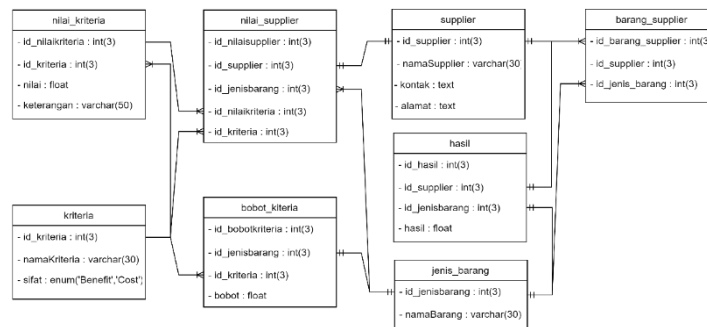 nilai_kriteria
- id_nilaikriteria : int(3)
- id_kriteria : int(3)
- nilai : float
- keterangan : varchar(50)
nilai_supplier
- id_nilaisupplier : int(3)
- id_supplier : int(3)
- id_jenisbarang : int(3)
- id_nilaikriteria : int(3)
- id_kriteria : int(3)
supplier
- id_supplier : int(3)
- namaSupplier : varchar(30
- kontak : text
- alamat : text
barang_supplier
- id_barang_supplier : int(3)
- id_supplier : int(3)
- id_jenis_barang : int(3)
hasil
- id_hasil : int(3)
- id_supplier : int(3)
- id_jenisbarang : int(3)
- hasil : float
kriteria
- id_kriteria : int(3)
- namaKriteria : varchar(30)
- sifat : enum('Benefit','Cost')
bobot_kiteria
- id_bobotkriteria : int(3)
- id_jenisbarang : int(3)
- id_kriteria : int(3)
- bobot : float
jenis_barang
- id_jenisbarang : int(3)
- namaBarang : varchar(30)